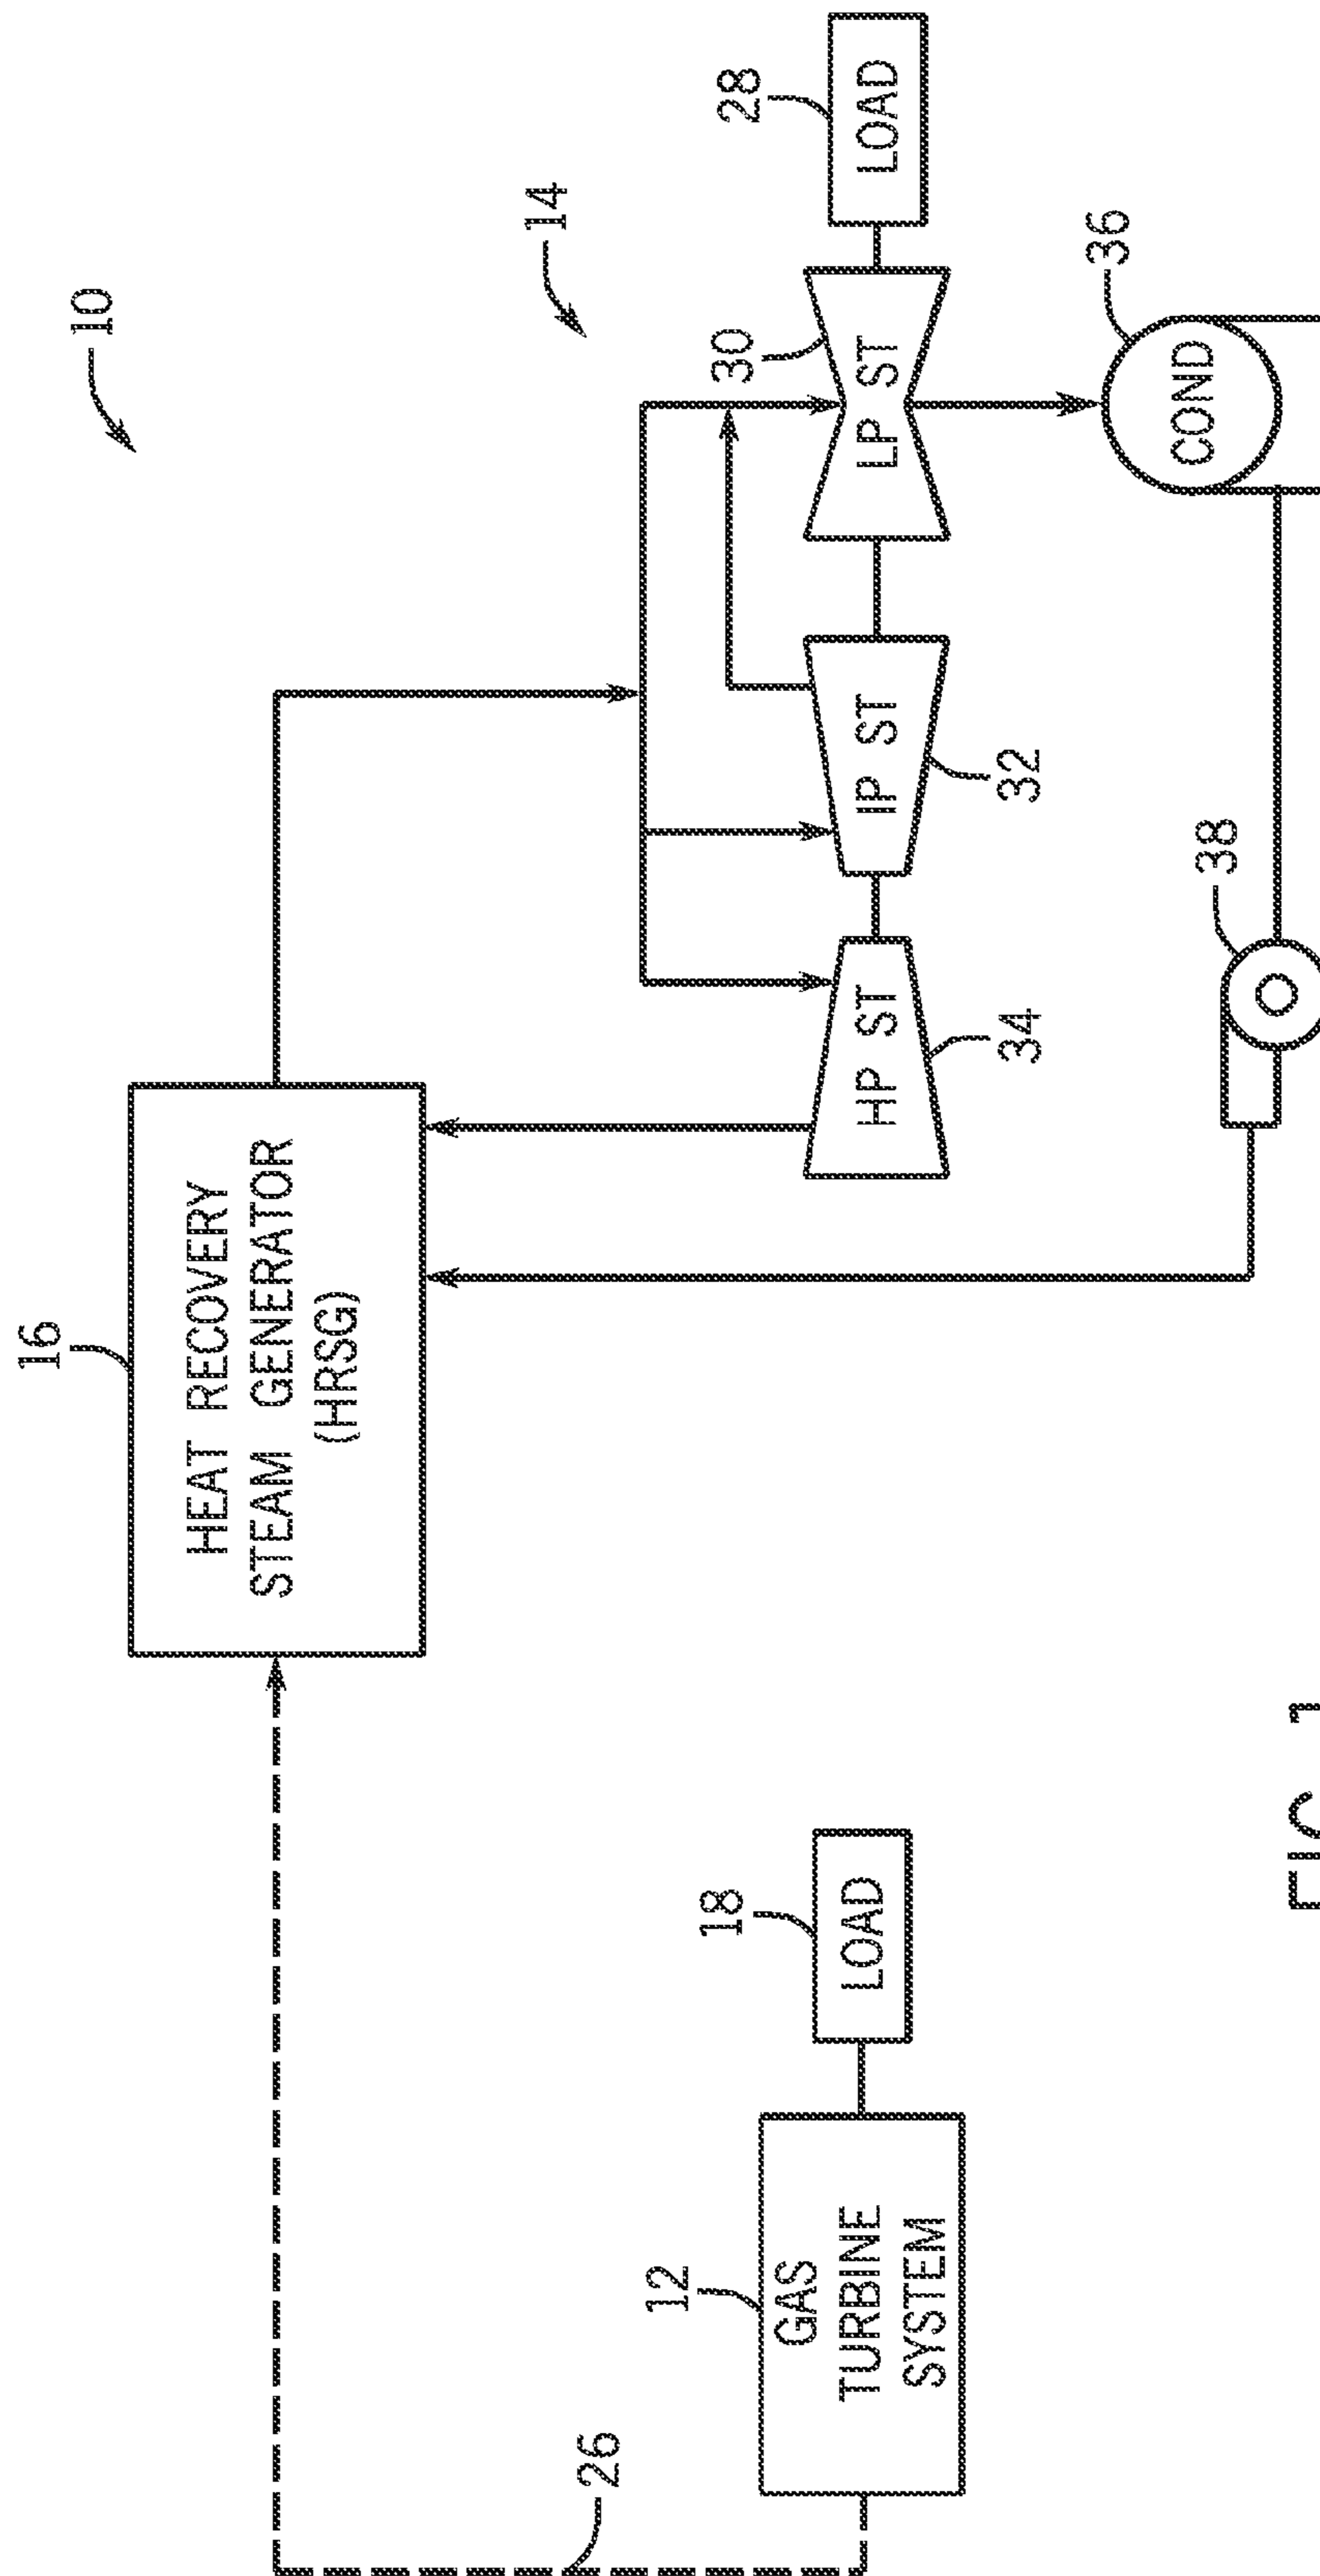 10
14
16
HEAT RECOVERY
STEAM GENERATOR
(HRSG)
26
12
GAS
TURBINE
SYSTEM
18
LOAD
34
HP ST
32
IP ST
30
LP ST
28
LOAD
36
COND
38